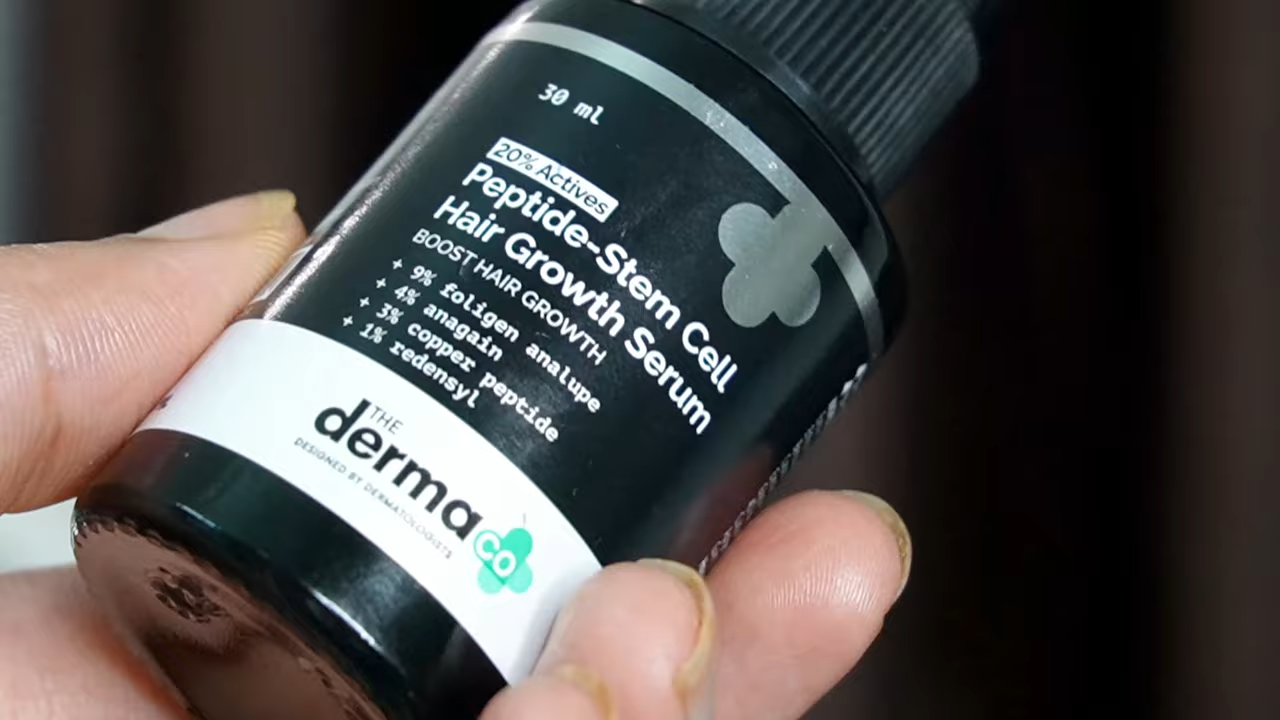 30 ml
20% Actives
Peptide-Stem Cell
Hair Growth Serum
BOOST HAIR GROWTH
+ 9% foligen analupe
+ 4% anagain
+ 3% copper peptide
+ 1% redensyl
THE
derma
co
DESIGNED BY DERMATOLOGISTS